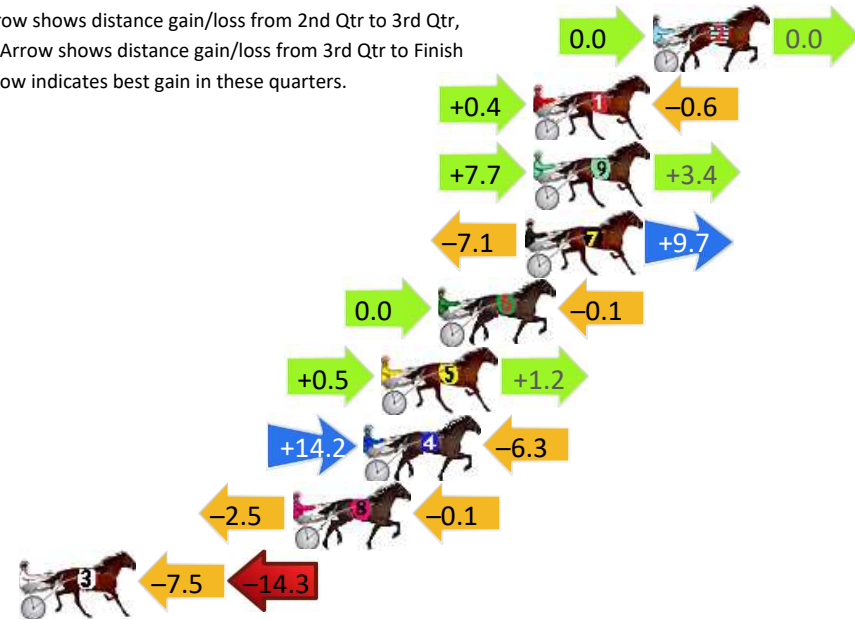 row shows distance gain/loss from 2nd Qtr to 3rd Qtr,
Arrow shows distance gain/loss from 3rd Qtr to Finish
ow indicates best gain in these quarters.
0.0 0.0
+0.4 1 –0.6
+7.7 9 +3.4
–7.1 7 +9.7
0.0 –0.1
+0.5 5 +1.2
+14.2 4 –6.3
–2.5 8 –0.1
3 –7.5 –14.3